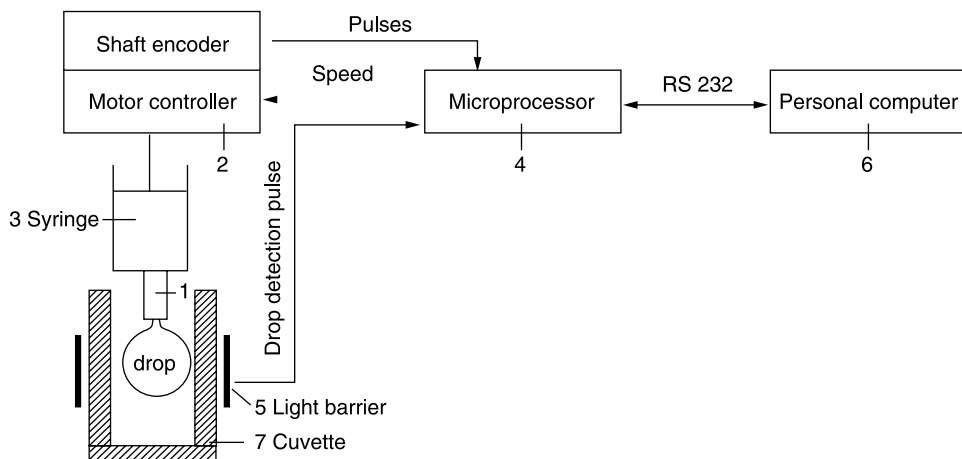 Shaft encoder
Pulses
Speed
Motor controller
Microprocessor
RS 232
Personal computer
2
4
6
3 Syringe
Drop detection pulse
1
drop
5 Light barrier
7 Cuvette